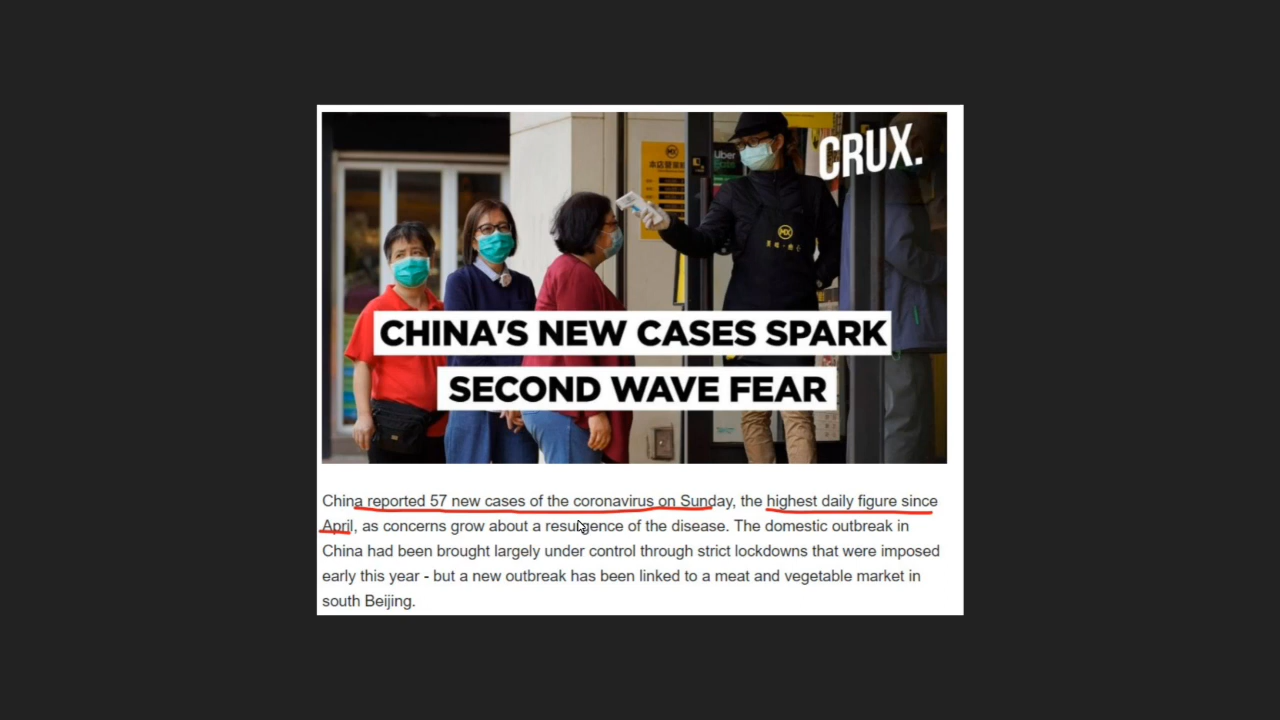 CRUX.
Uber
Eats
CHINA'S NEW CASES SPARK
SECOND WAVE FEAR
China reported 57 new cases of the coronavirus on Sunday, the highest daily figure since
April, as concerns grow about a resurgence of the disease. The domestic outbreak in
China had been brought largely under control through strict lockdowns that were imposed
early this year - but a new outbreak has been linked to a meat and vegetable market in
south Beijing.